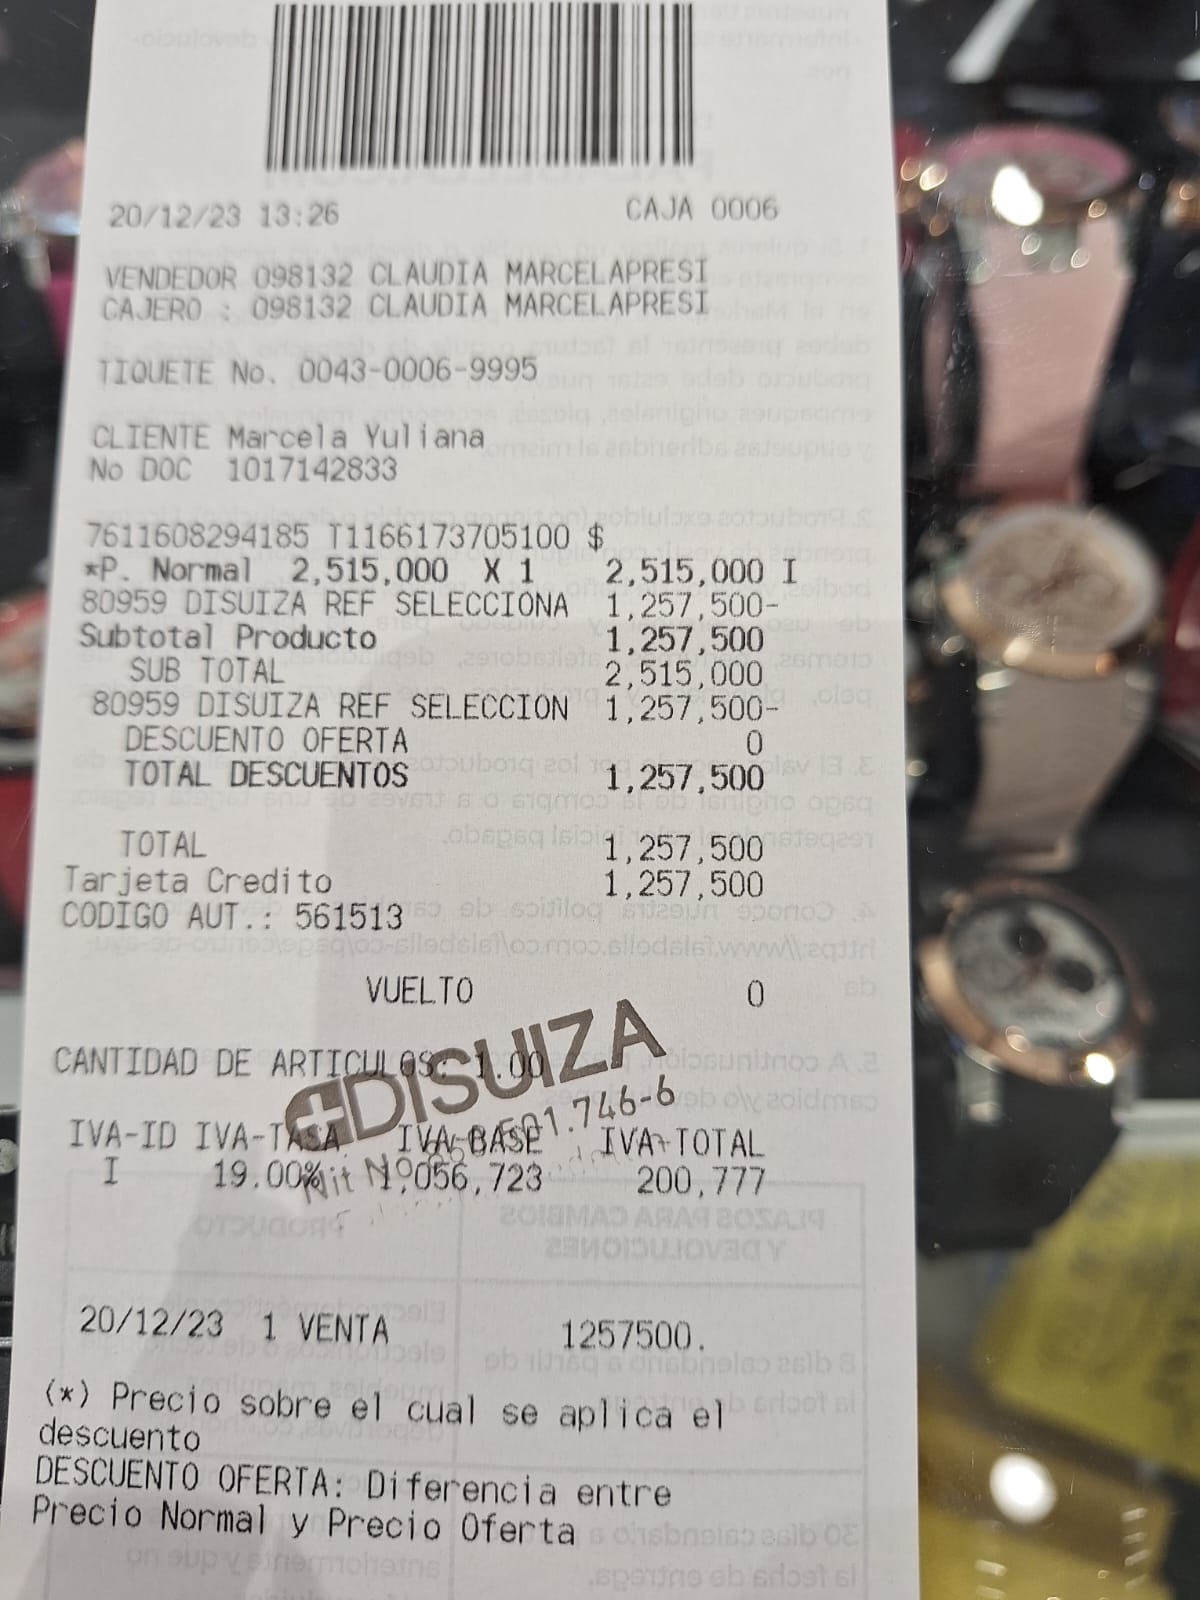 20/12/23 13:26 CAJA 0006
VENDEDOR 098132 CLAUDIA MARCELAPRESI
CAJERO : 098132 CLAUDIA MARCELAPRESI
TIQUETE No. 0043-0006-9995
CLIENTE Marcela Yuliana
No DOC 1017142833
7611608294185 T1166173705100 $
*P. Normal 2,515,000 X 1 2,515,000 I
80959 DISUIZA REF SELECCIONA 1,257,500-
Subtotal Producto 1,257,500
SUB TOTAL 2,515,000
80959 DISUIZA REF SELECCION 1,257,500-
DESCUENTO OFERTA 0
TOTAL DESCUENTOS 1,257,500
TOTAL 1,257,500
Tarjeta Credito 1,257,500
CODIGO AUT.: 561513
VUELTO 0
CANTIDAD DE ARTICULOS: 1.00
DISUIZA
Nit No 501.746-6
IVA-ID IVA-TASA IVA-BASE IVA-TOTAL
I 19.00% 1,056,723 200,777
20/12/23 1 VENTA 1257500.
(*) Precio sobre el cual se aplica el
descuento
DESCUENTO OFERTA: Diferencia entre
Precio Normal y Precio Oferta